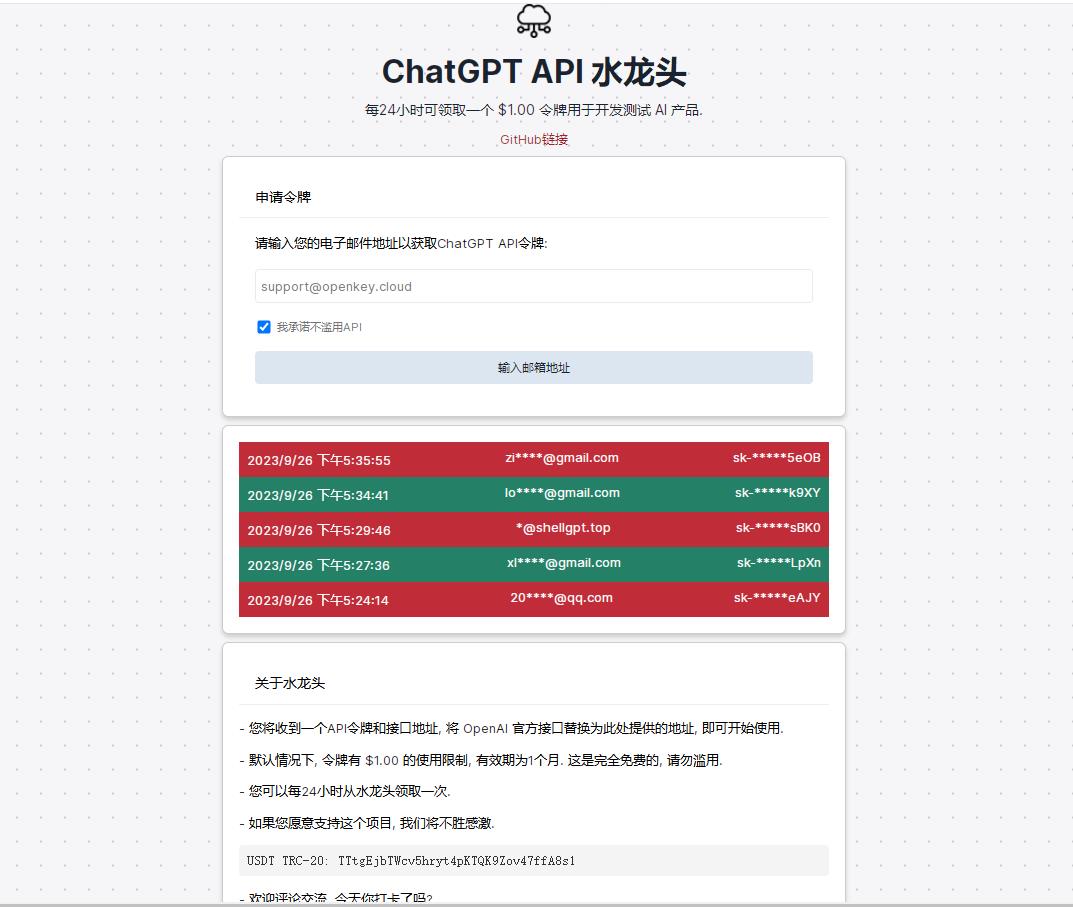 ChatGPT API 水龙头
每24小时可领取一个 $1.00 令牌用于开发测试 AI 产品.
GitHub链接
申请令牌
请输入您的电子邮件地址以获取ChatGPT API令牌:
support@openkey.cloud
我承诺不滥用API
输入邮箱地址
2023/9/26 下午5:35:55 zi****@gmail.com sk-*****5eOB
2023/9/26 下午5:34:41 lo****@gmail.com sk-*****k9XY
2023/9/26 下午5:29:46 *@shellgpt.top sk-*****sBK0
2023/9/26 下午5:27:36 xl****@gmail.com sk-*****LpXn
2023/9/26 下午5:24:14 20****@qq.com sk-*****eAJY
关于水龙头
- 您将收到一个API令牌和接口地址, 将 OpenAI 官方接口替换为此处提供的地址, 即可开始使用.
- 默认情况下, 令牌有 $1.00 的使用限制, 有效期为1个月. 这是完全免费的, 请勿滥用.
- 您可以每24小时从水龙头领取一次.
- 如果您愿意支持这个项目, 我们将不胜感激.
USDT TRC-20: TTtgEjbTWcv5hryt4pKTQK9Zov47ffA8s1
- 欢迎评论交流, 今天你打卡了吗?